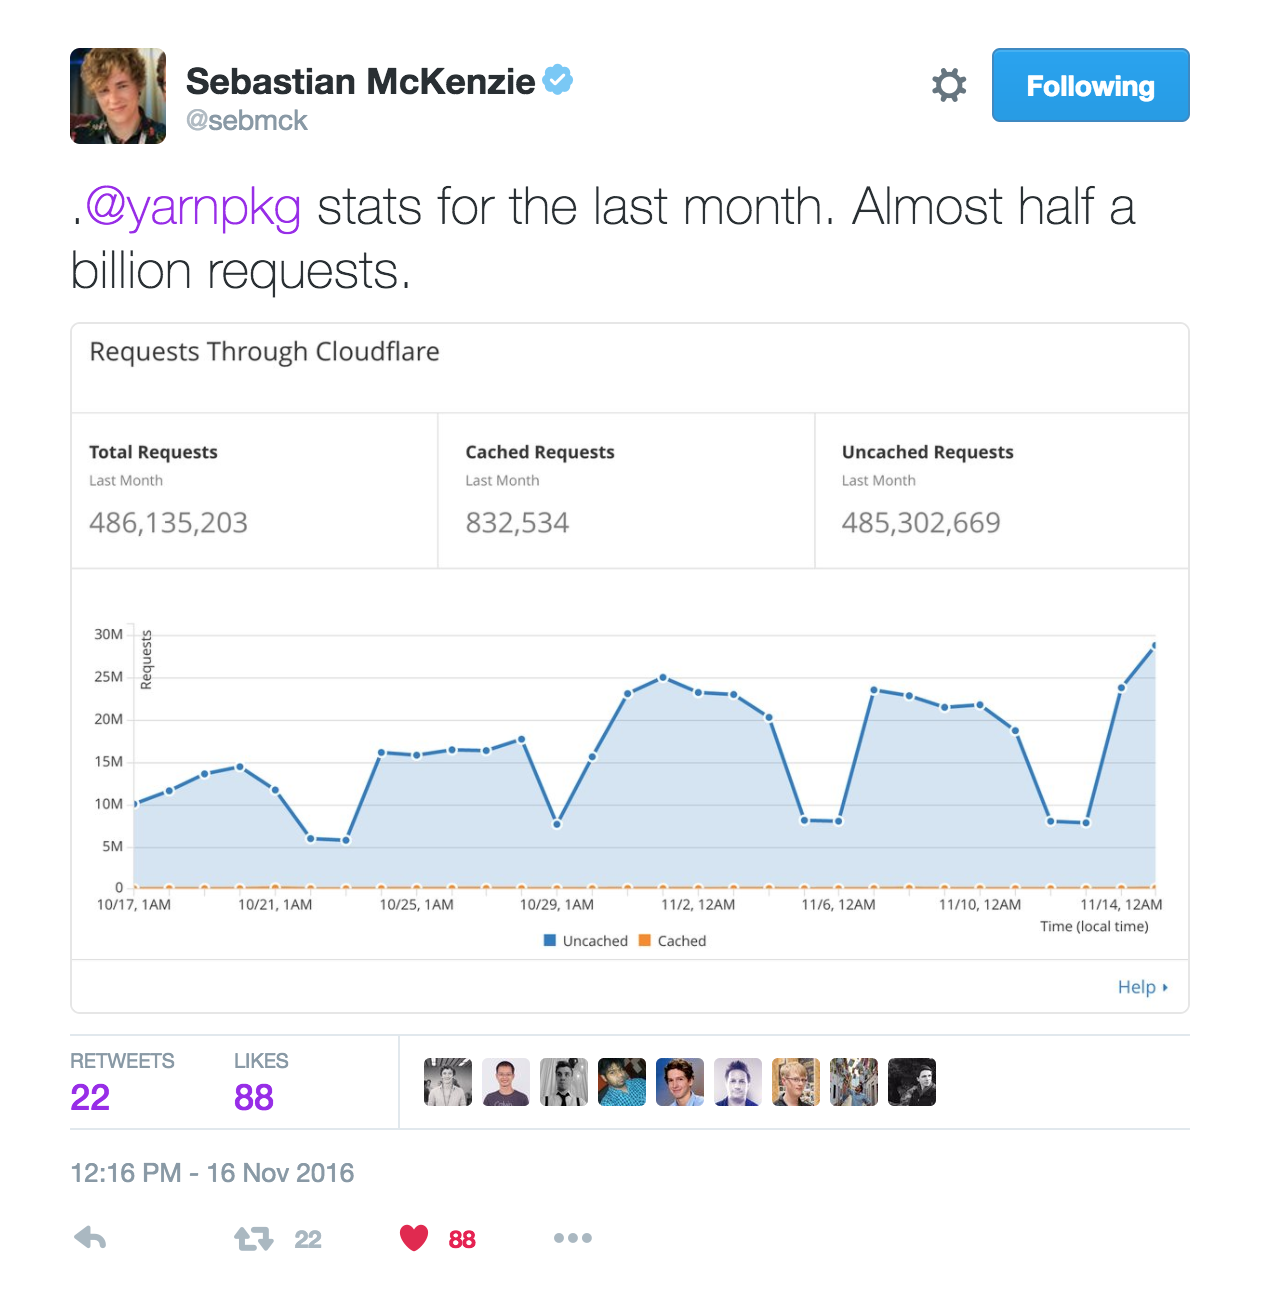 Sebastian McKenzie
@sebmck
Following
.@yarnpkg stats for the last month. Almost half a
billion requests.
Requests Through Cloudflare
Total Requests
Last Month
486,135,203
Cached Requests
Last Month
832,534
Uncached Requests
Last Month
485,302,669
Requests
30M
25M
20M
15M
10M
5M
0
10/17, 1AM 10/21, 1AM 10/25, 1AM 10/29, 1AM 11/2, 12AM 11/6, 12AM 11/10, 12AM 11/14, 12AM
Time (local time)
Uncached Cached
Help
RETWEETS
22
LIKES
88
12:16 PM - 16 Nov 2016
22 88